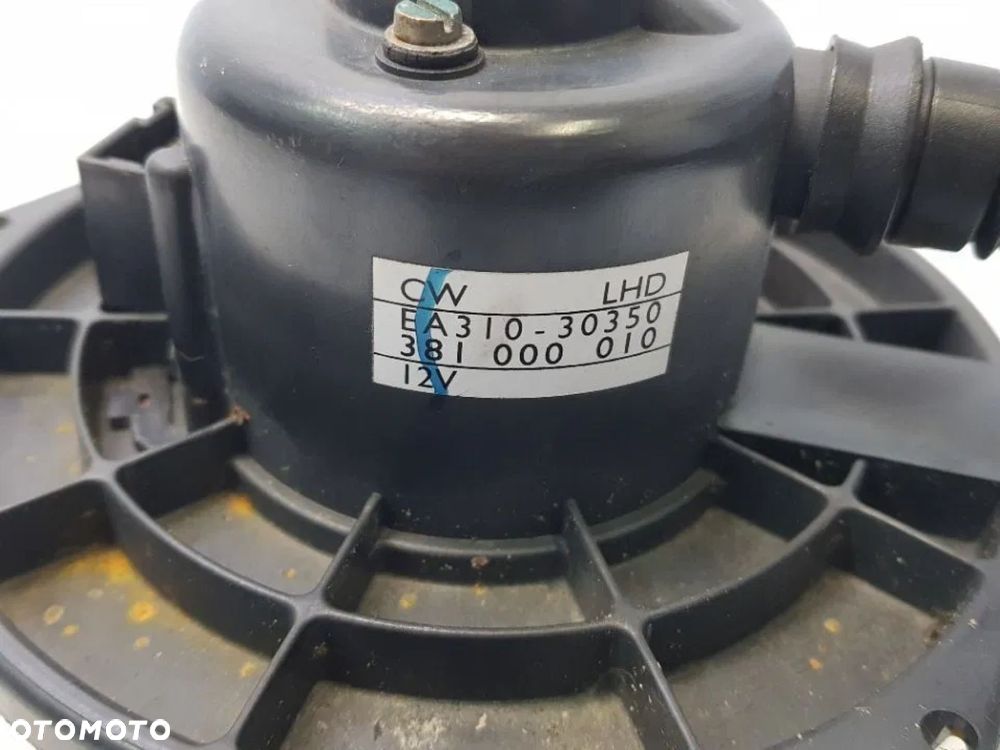 CW LHD
EA310-30350
381 000 010
12V
OTOMOTO